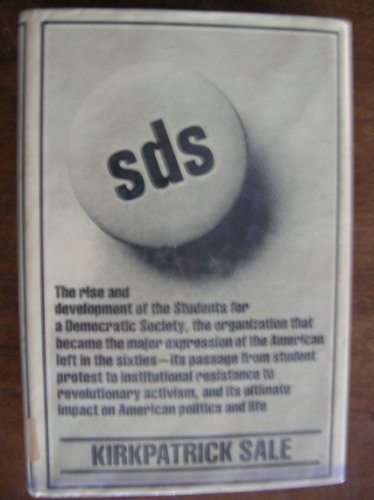 sds
The rise and
development of the Students for
a Democratic Society, the organization that
became the major expression of the American
left in the sixties—its passage from student
protest to institutional resistance to
revolutionary activism, and its ultimate
impact on American politics and life
KIRKPATRICK SALE